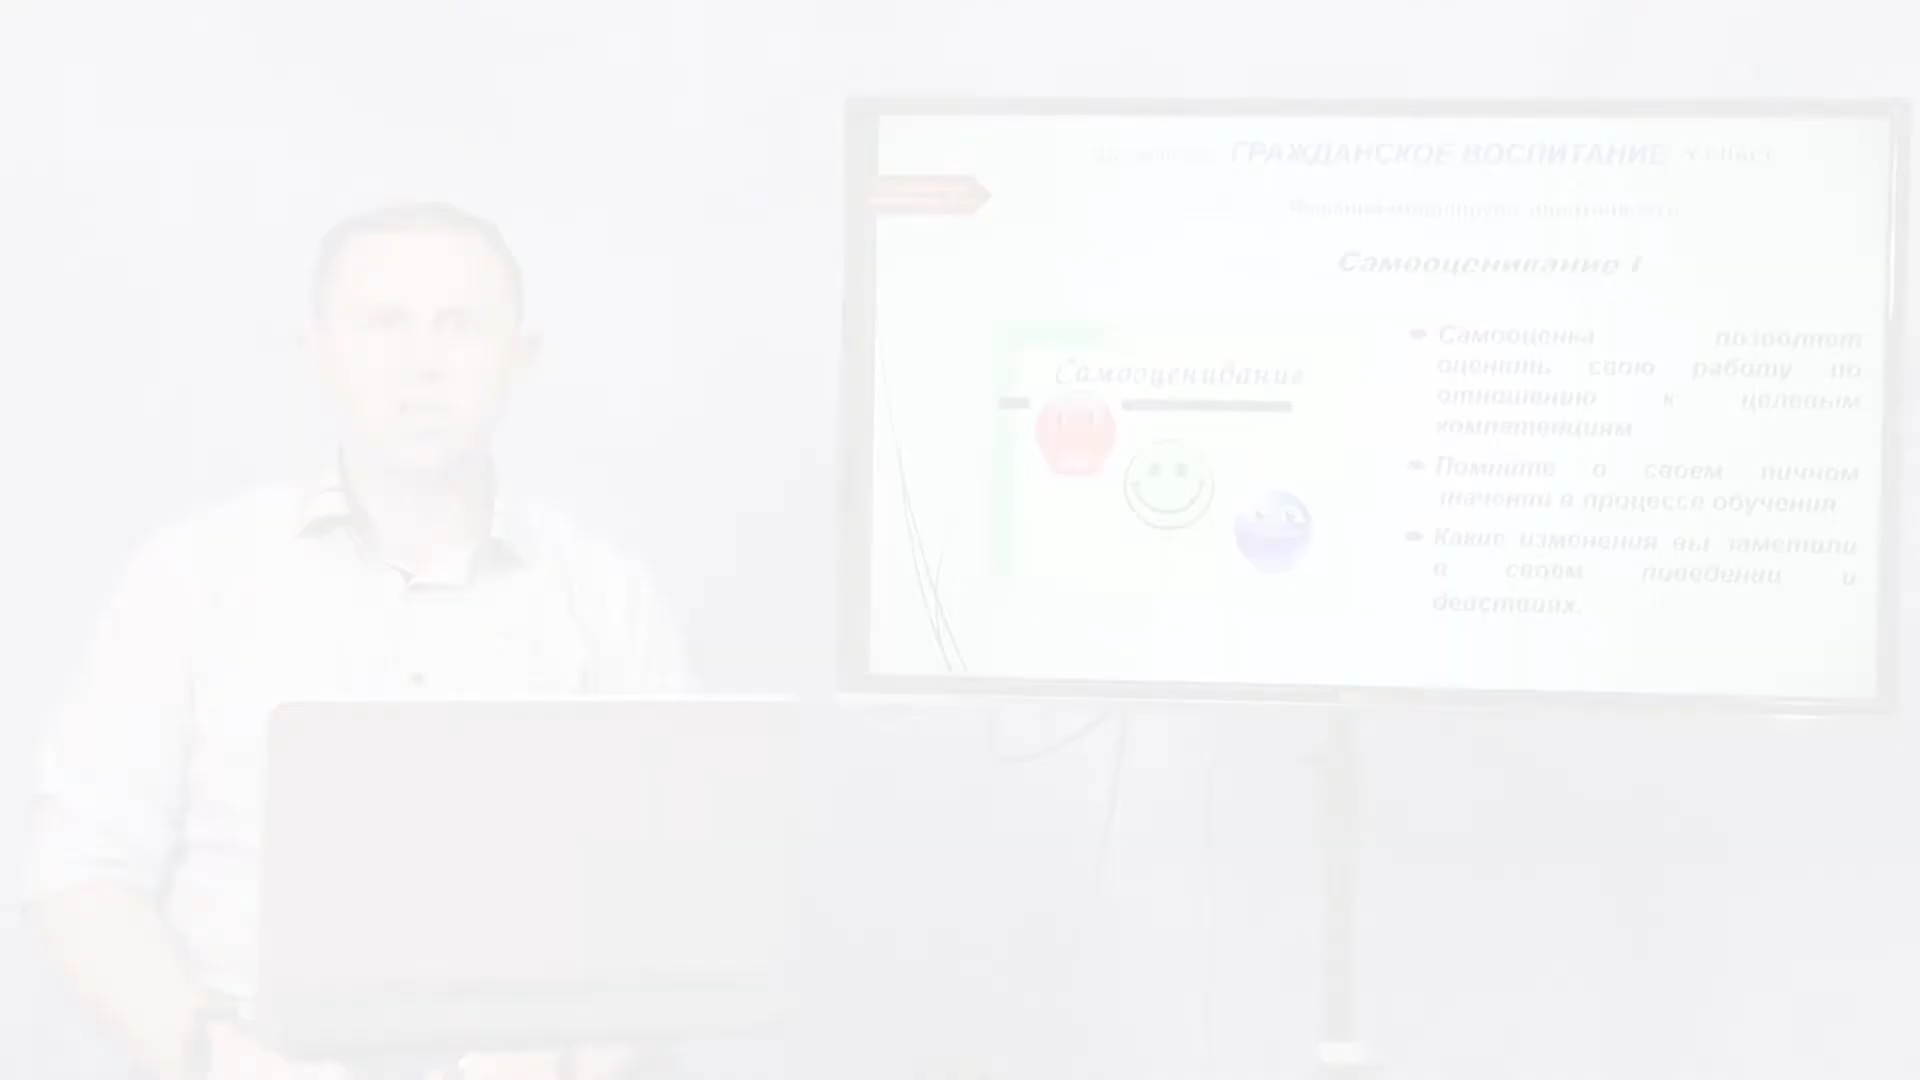 ГРАЖДАНСКОЕ ВОСПИТАНИЕ
Самооценивание I
Самооценивание
Самооценка позволяет
оценить свою работу по
отношению к целевым
компетенциям
Помните о своем личном
значении в процессе обучения
Какие изменения вы заметили
в своем поведении и
действиях.